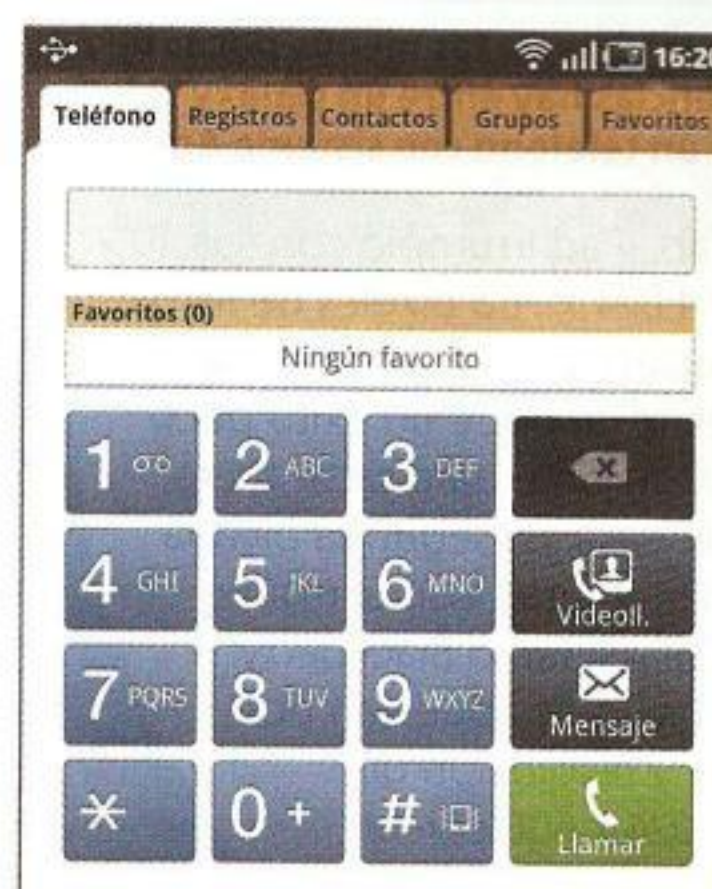 16:20
Teléfono Registros Contactos Grupos Favoritos
Favoritos (0)
Ningún favorito
1 2 ABC 3 DEF
4 GHI 5 JKL 6 MNO Videoll.
7 PQRS 8 TUV 9 WXYZ Mensaje
* 0 + # Llamar